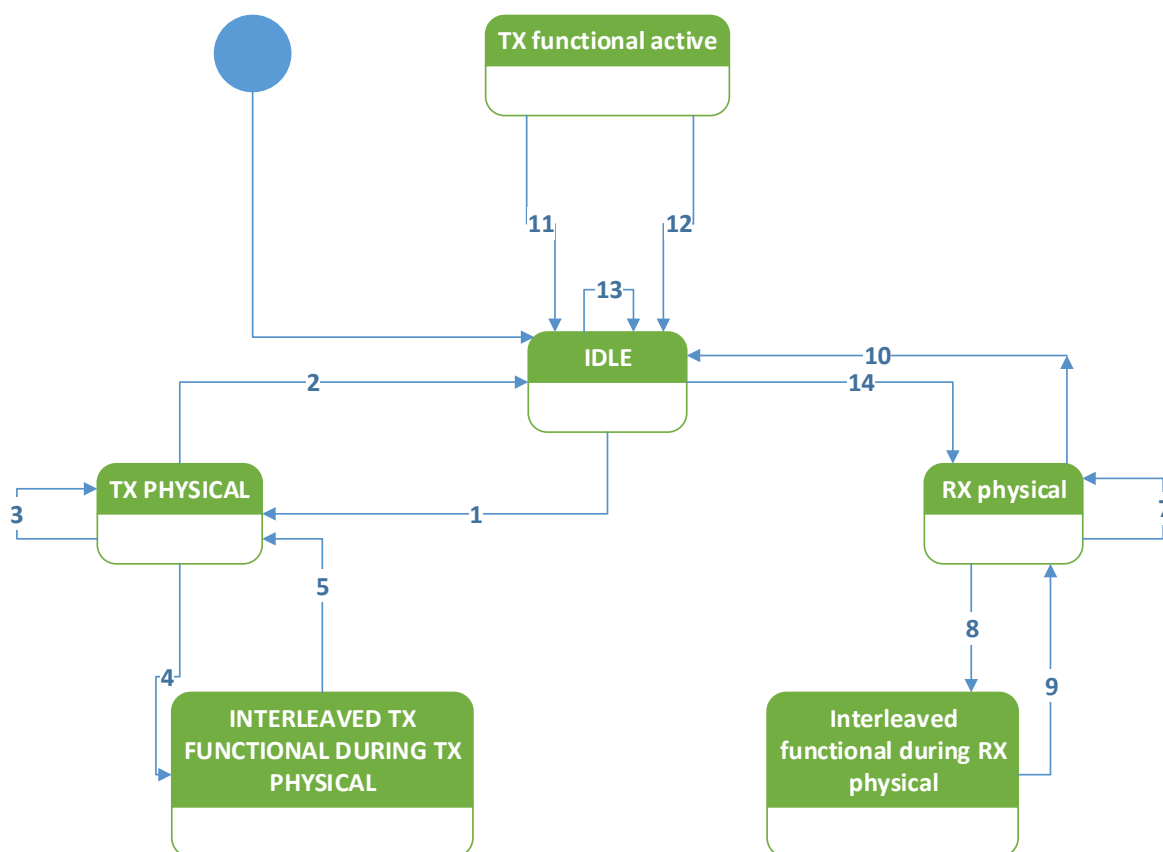 TX functional active
11
12
13
IDLE
10
2
14
TX PHYSICAL
RX physical
3
1
7
5
8
4
9
INTERLEAVED TX
FUNCTIONAL DURING TX
PHYSICAL
Interleaved
functional during RX
physical